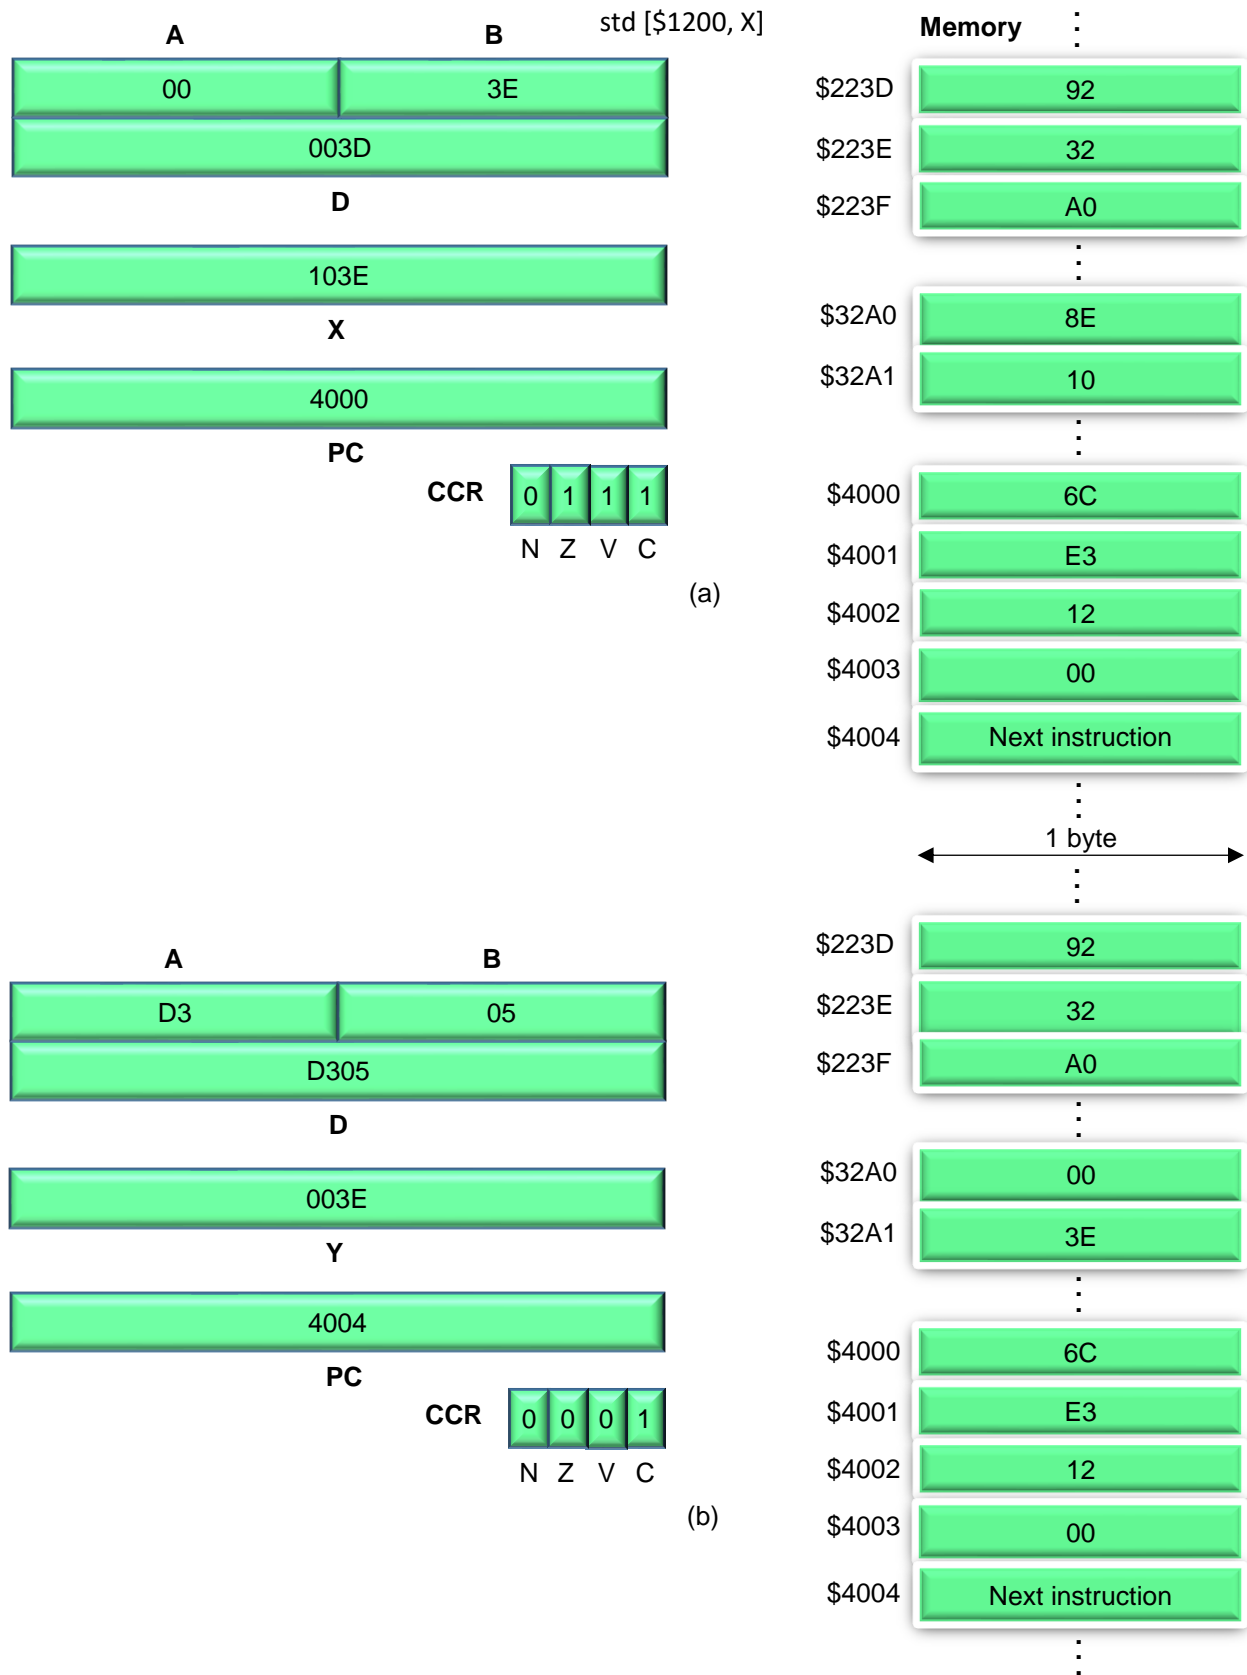 std [$1200, X]
A B
00 3E
003D
D
103E
X
4000
PC
CCR 0 1 1 1
N Z V C
(a)
Memory
$223D 92
$223E 32
$223F A0
$32A0 8E
$32A1 10
$4000 6C
$4001 E3
$4002 12
$4003 00
$4004 Next instruction
1 byte
A B
D3 05
D305
D
003E
Y
4004
PC
CCR 0 0 0 1
N Z V C
(b)
$223D 92
$223E 32
$223F A0
$32A0 00
$32A1 3E
$4000 6C
$4001 E3
$4002 12
$4003 00
$4004 Next instruction